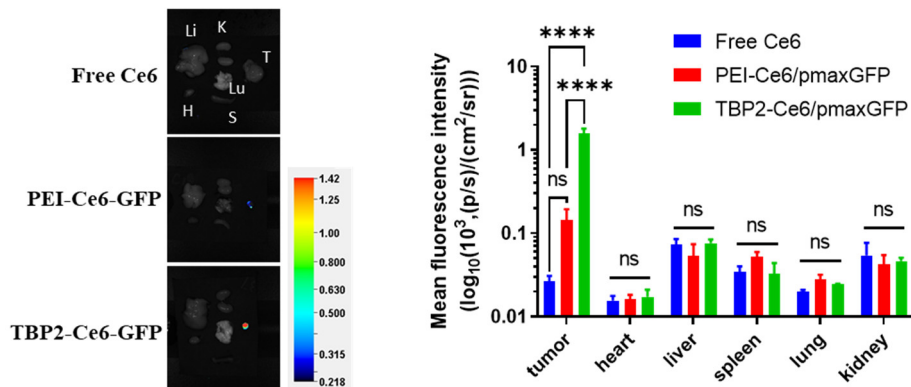 Free Ce6
Li K T
Lu
H S
PEI-Ce6-GFP
TBP2-Ce6-GFP
1.42
1.25
1.00
0.800
0.630
0.500
0.315
0.218
Mean fluorescence intensity
(log₁₀(10³,(p/s)/(cm²/sr)))
10
1
0.1
0.01
****
****
ns
ns
ns
ns
ns
ns
tumor
heart
liver
spleen
lung
kidney
Free Ce6
PEI-Ce6/pmaxGFP
TBP2-Ce6/pmaxGFP